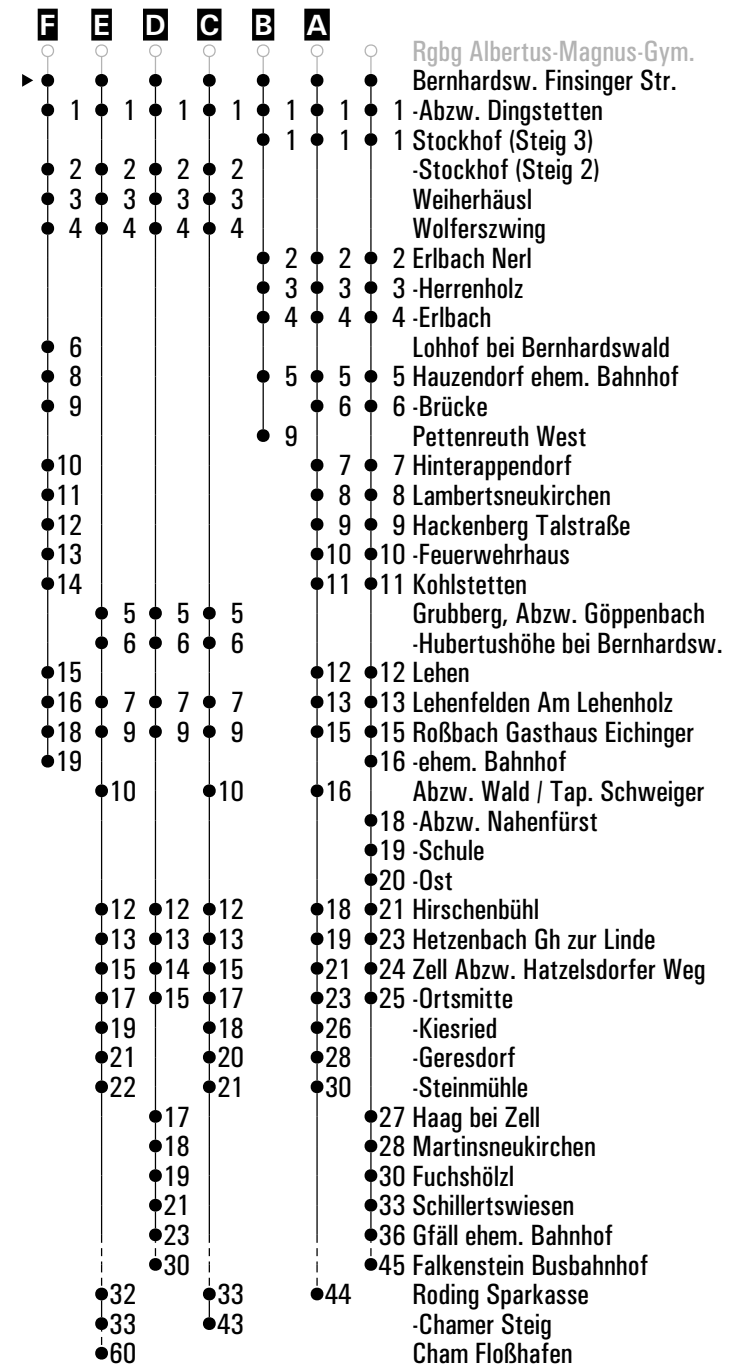 F E D C B A
Rgbg Albertus-Magnus-Gym.
Bernhardsw. Finsinger Str.
1 1 1 1 1 1 1 -Abzw. Dingstetten
1 1 1 Stockhof (Steig 3)
2 2 2 2 -Stockhof (Steig 2)
3 3 3 3 Weiherhäusl
4 4 4 4 Wolferszwing
2 2 2 Erlbach Nerl
3 3 3 -Herrenholz
4 4 4 -Erlbach
6 Lohhof bei Bernhardswald
8 5 5 5 Hauzendorf ehem. Bahnhof
9 6 6 -Brücke
9 Pettenreuth West
10 7 7 Hinterappendorf
11 8 8 Lambertsneukirchen
12 9 9 Hackenberg Talstraße
13 10 10 -Feuerwehrhaus
14 11 11 Kohlstetten
5 5 5 Grubberg, Abzw. Göppenbach
6 6 6 -Hubertushöhe bei Bernhardsw.
15 12 12 Lehen
16 7 7 7 13 13 Lehenfelden Am Lehenholz
18 9 9 9 15 15 Roßbach Gasthaus Eichinger
19 16 -ehem. Bahnhof
10 10 16 Abzw. Wald / Tap. Schweiger
18 -Abzw. Nahenfürst
19 -Schule
20 -Ost
12 12 12 18 21 Hirschenbühl
13 13 13 19 23 Hetzenbach Gh zur Linde
15 14 15 21 24 Zell Abzw. Hatzelsdorfer Weg
17 15 17 23 25 -Ortsmitte
19 18 26 -Kiesried
21 20 28 -Geresdorf
22 21 30 -Steinmühle
17 27 Haag bei Zell
18 28 Martinsneukirchen
19 30 Fuchshölzl
21 33 Schillertswiesen
23 36 Gfäll ehem. Bahnhof
30 45 Falkenstein Busbahnhof
32 33 44 Roding Sparkasse
33 43 -Chamer Steig
60 Cham Floßhafen